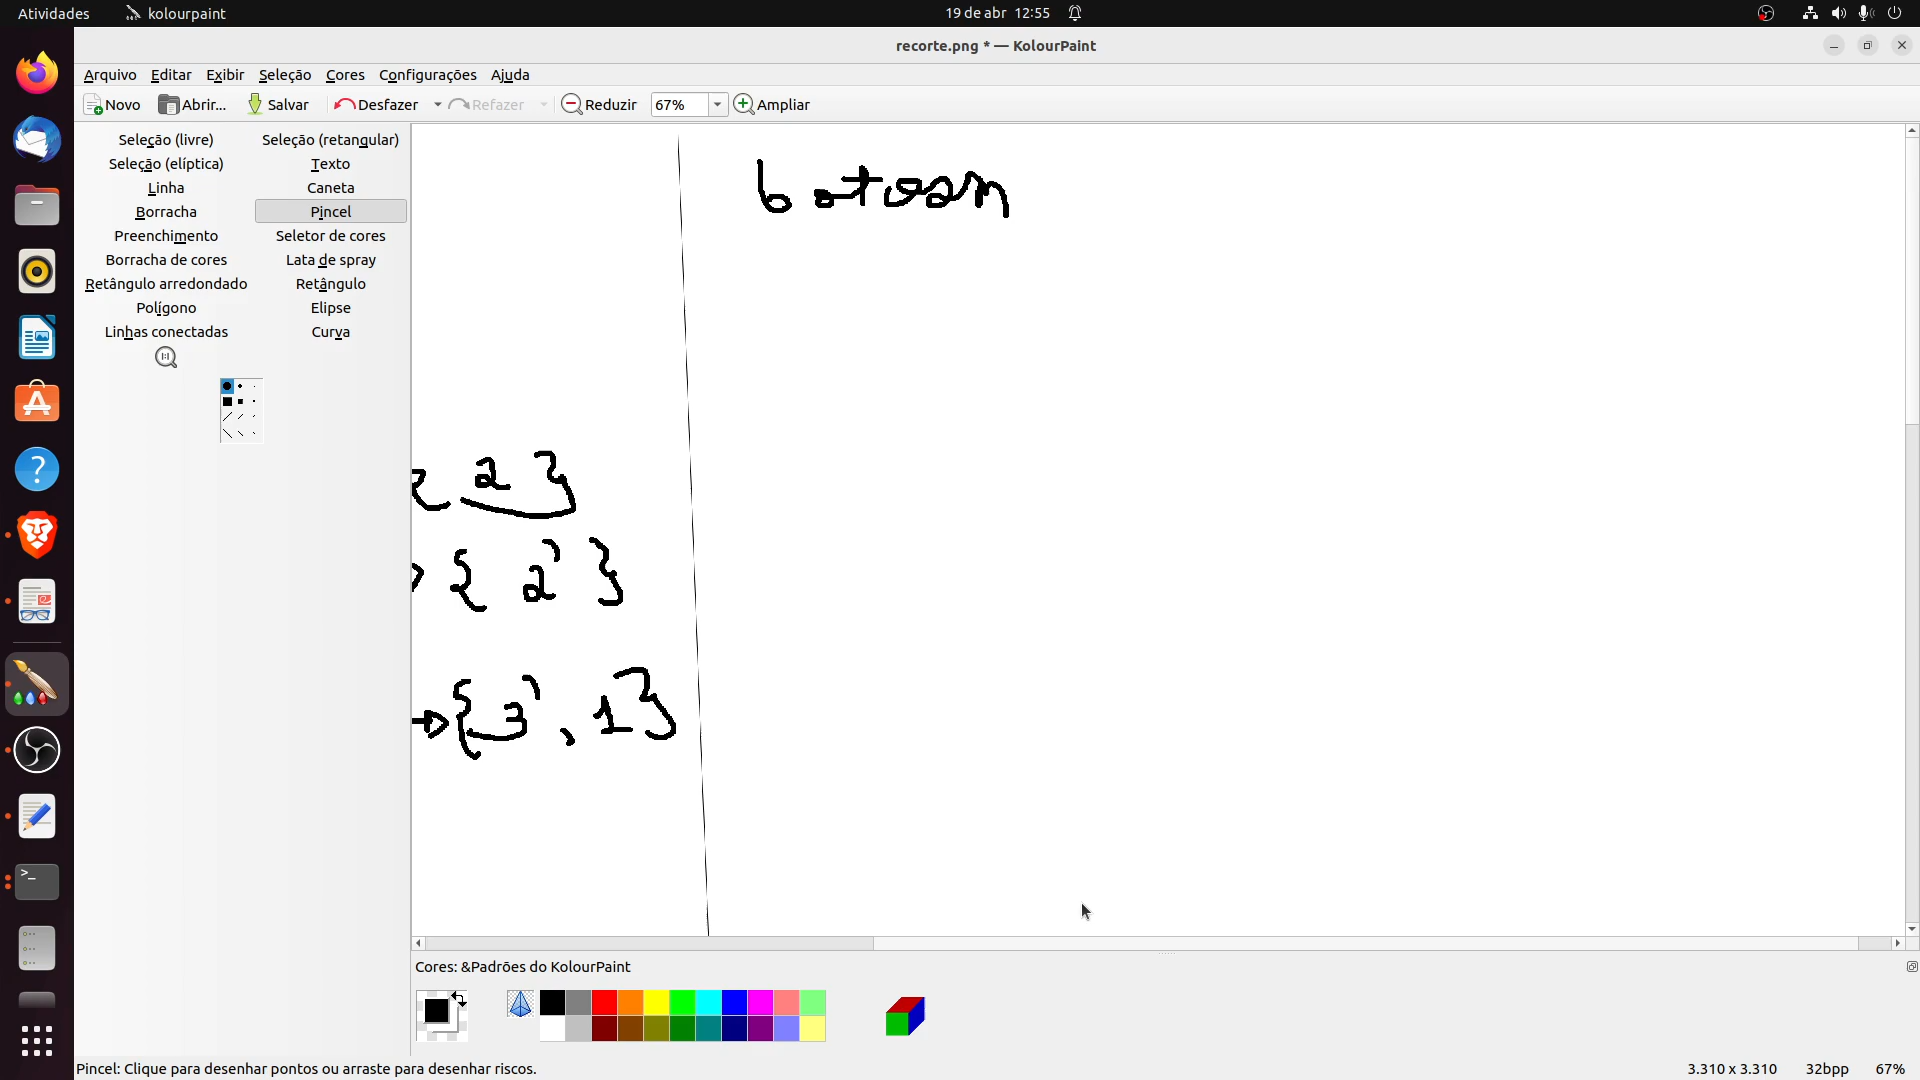 Atividades kolourpaint 19 de abr 12:55
recorte.png * — KolourPaint
Arquivo Editar Exibir Seleção Cores Configurações Ajuda
Novo Abrir... Salvar Desfazer Refazer Reduzir 67% Ampliar
Seleção (livre) Seleção (retangular)
Seleção (elíptica) Texto
Linha Caneta
Borracha Pincel
Preenchimento Seletor de cores
Borracha de cores Lata de spray
Retângulo arredondado Retângulo
Polígono Elipse
Linhas conectadas Curva
{ 2 }
{ 2' }
{ 3' , 1 }
Cores: &Padrões do KolourPaint
Pincel: Clique para desenhar pontos ou arraste para desenhar riscos. 3.310 x 3.310 32bpp 67%